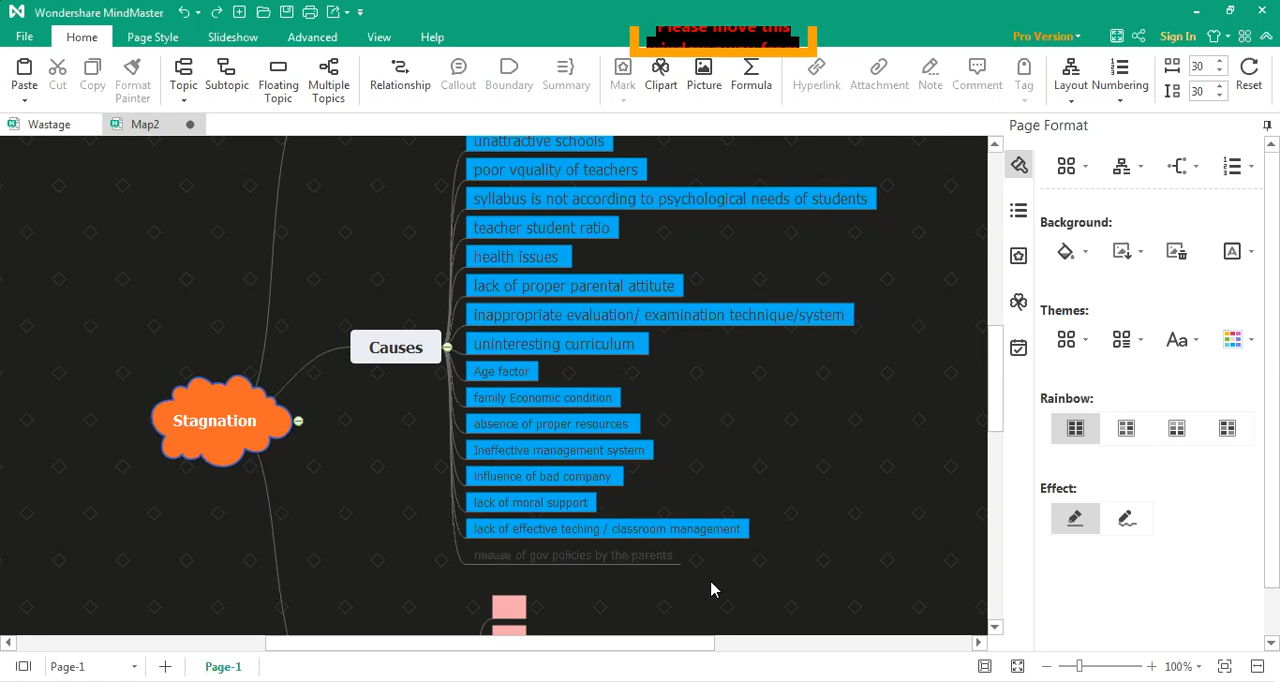 Wondershare MindMaster
File Home Page Style Slideshow Advanced View Help
Please move this
Pro Version Sign In
Paste Cut Copy Format Painter Topic Subtopic Floating Topic Multiple Topics Relationship Callout Boundary Summary Mark Clipart Picture Formula Hyperlink Attachment Note Comment Tag Layout Numbering 30 30 Reset
Wastage Map2
Page Format
unattractive schools
poor vquality of teachers
syllabus is not according to psychological needs of students
teacher student ratio
health issues
lack of proper parental attitute
inappropriate evaluation/ examination technique/system
uninteresting curriculum
Age factor
family Economic condition
absence of proper resources
Ineffective management system
influence of bad company
lack of moral support
lack of effective teching / classroom management
misuse of gov policies by the parents
Causes
Stagnation
Background:
Themes:
Aa
Rainbow:
Effect:
Page-1 Page-1 100%